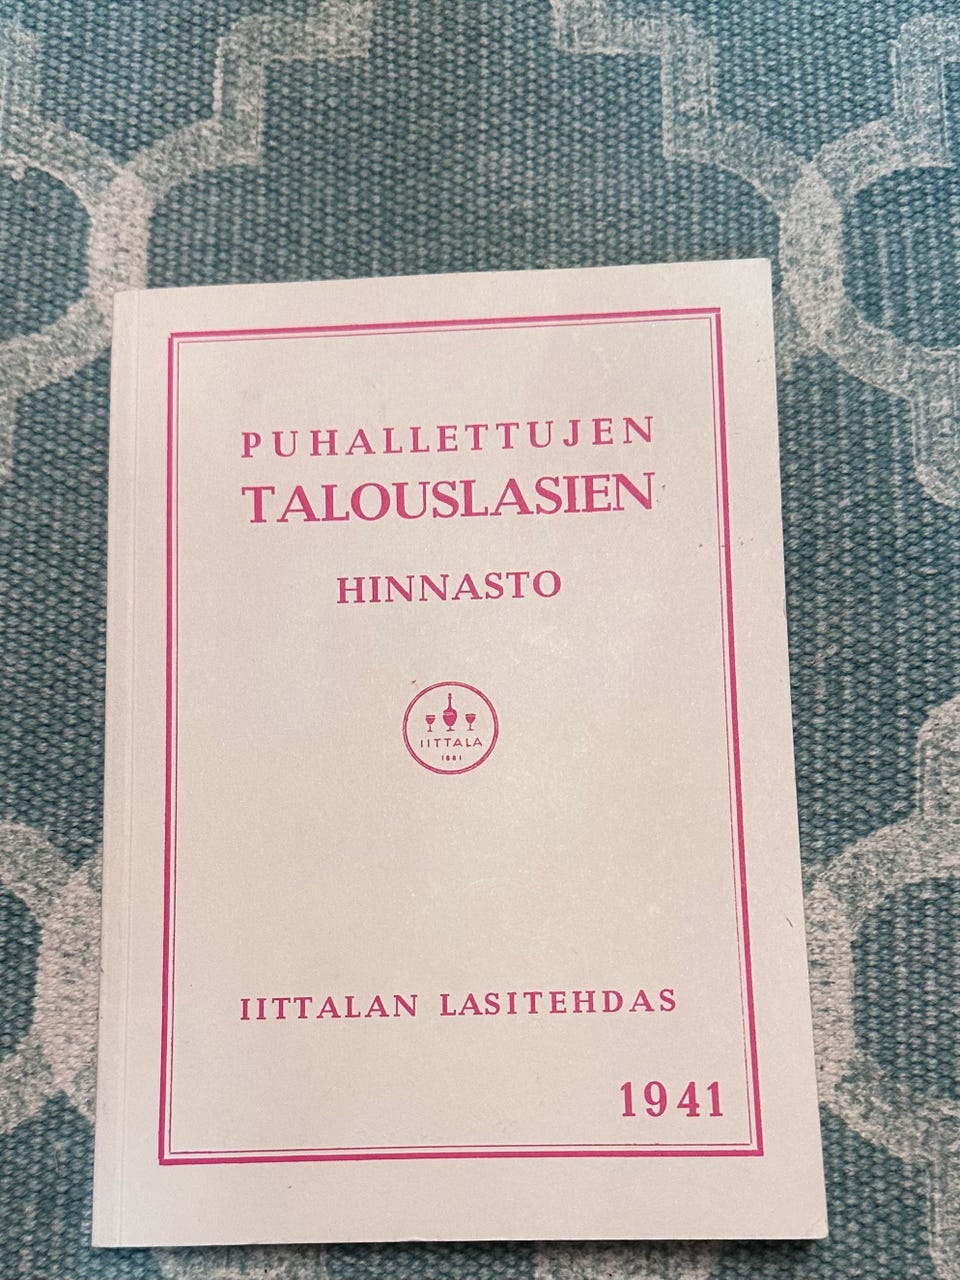 PUHALLETTUJEN
TALOUSLASIEN
HINNASTO
IITTALA
1881
IITTALAN LASITEHDAS
1941